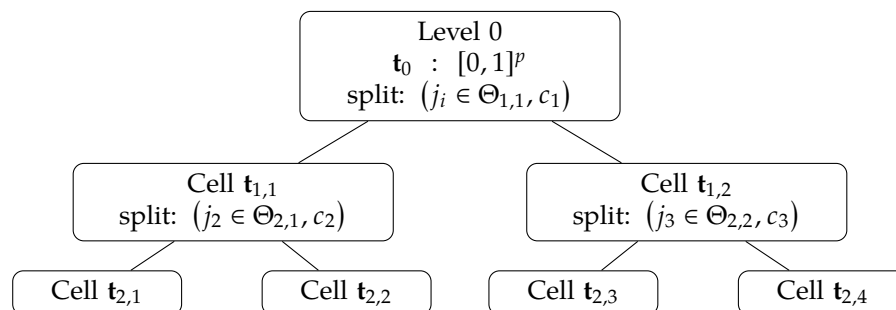 Level 0
t₀ : [0, 1]ᵖ
split: (jᵢ ∈ Θ₁,₁, c₁)
Cell t₁,₁
split: (j₂ ∈ Θ₂,₁, c₂)
Cell t₁,₂
split: (j₃ ∈ Θ₂,₂, c₃)
Cell t₂,₁
Cell t₂,₂
Cell t₂,₃
Cell t₂,₄